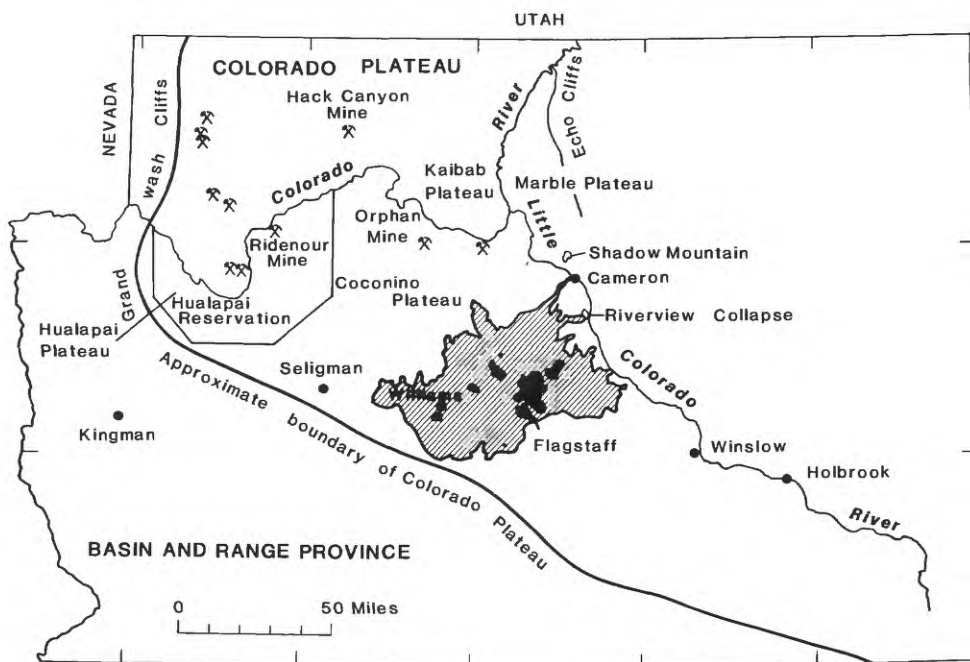 UTAH
COLORADO PLATEAU
NEVADA
Grand wash Cliffs
Hack Canyon
Mine
River
Echo Cliffs
Colorado
Kaibab
Plateau
Marble Plateau
Orphan
Mine
Little
Ridenour
Mine
Shadow Mountain
Cameron
Coconino
Plateau
Hualapai
Reservation
Riverview Collapse
Hualapai
Plateau
Colorado
Seligman
Williams
Approximate boundary of Colorado Plateau
Kingman
Flagstaff
Winslow
Holbrook
River
BASIN AND RANGE PROVINCE
0 50 Miles